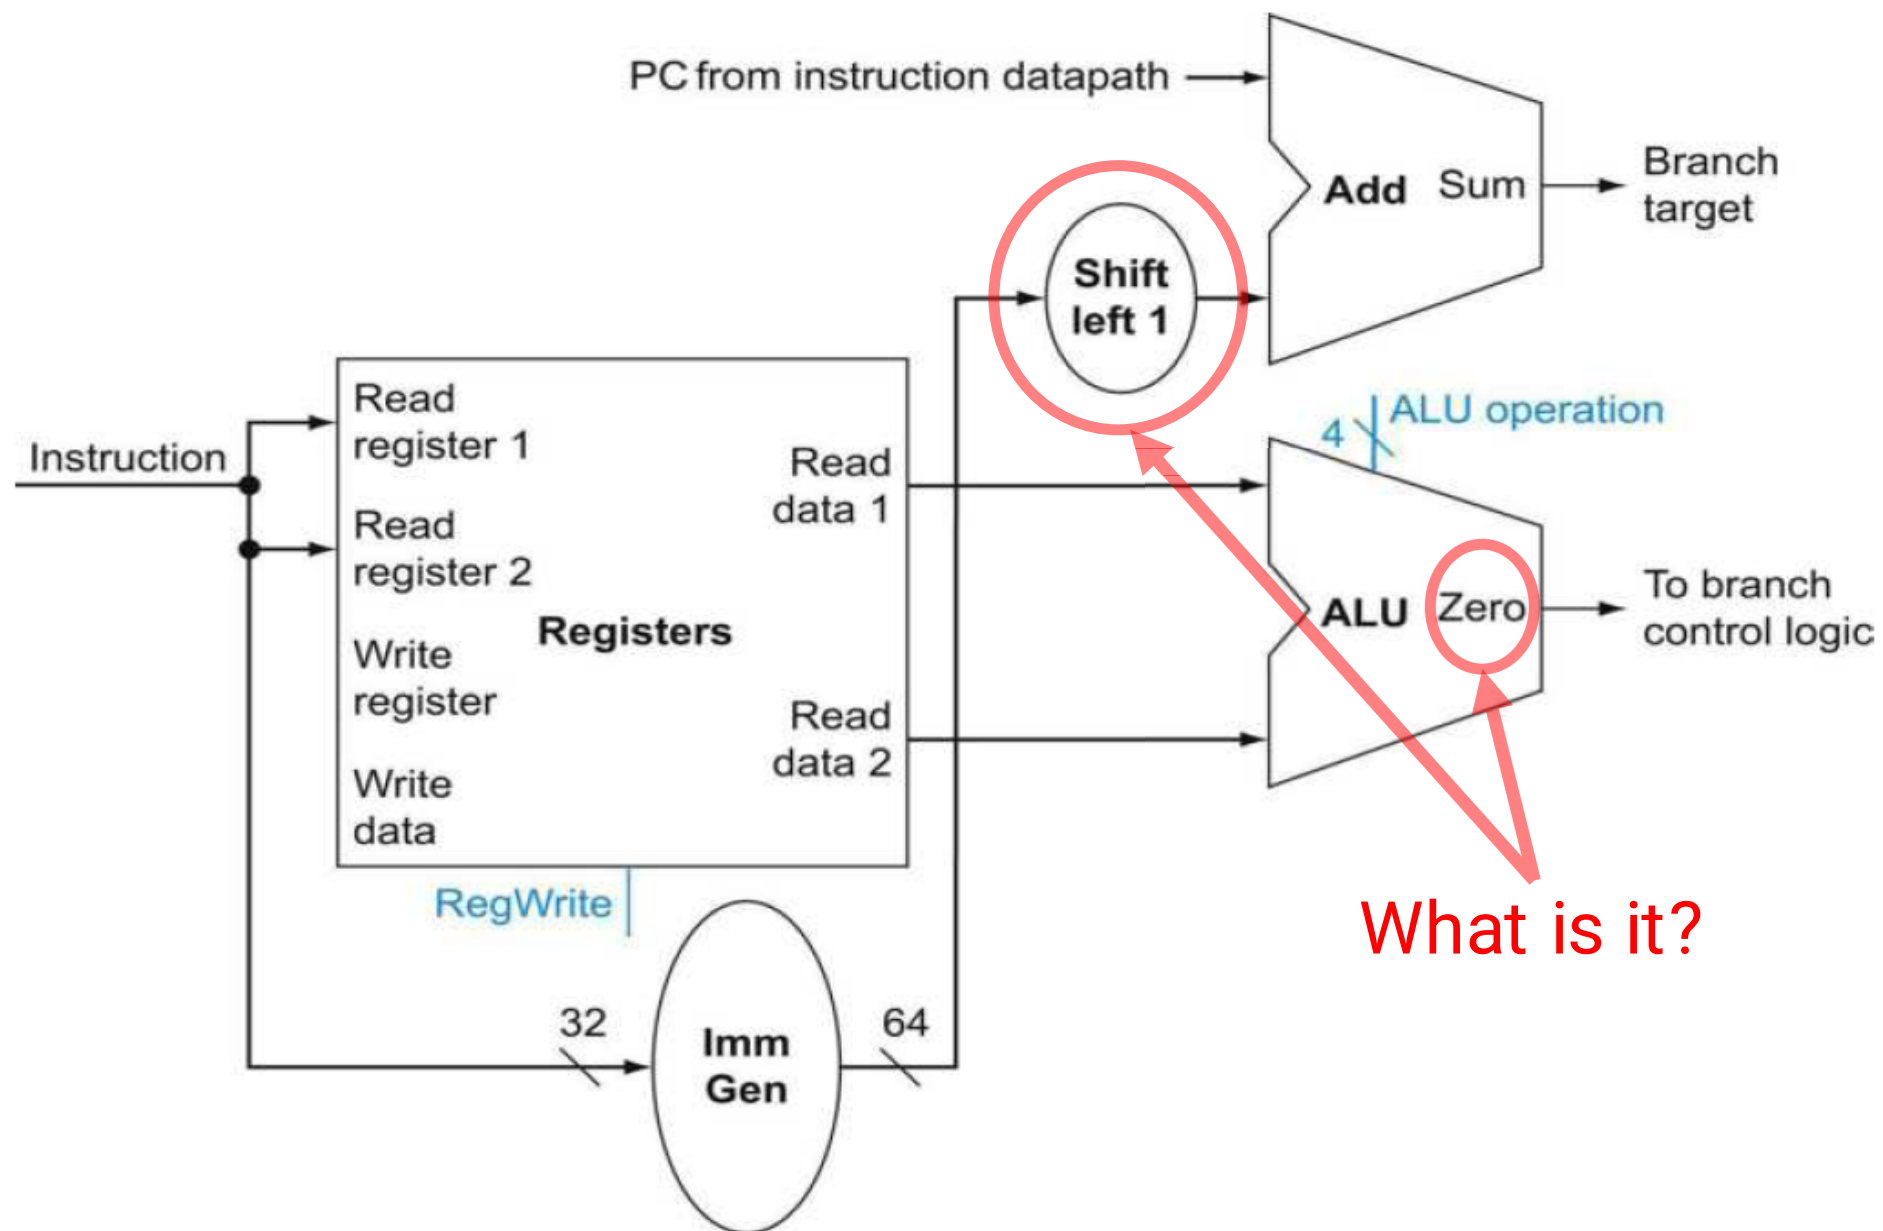 PC from instruction datapath
Branch
target
Add
Sum
Shift
left 1
ALU operation
4
Instruction
Read
register 1
Read
data 1
Read
register 2
Registers
ALU
Zero
To branch
control logic
Write
register
Read
data 2
Write
data
RegWrite
What is it?
32
64
Imm
Gen